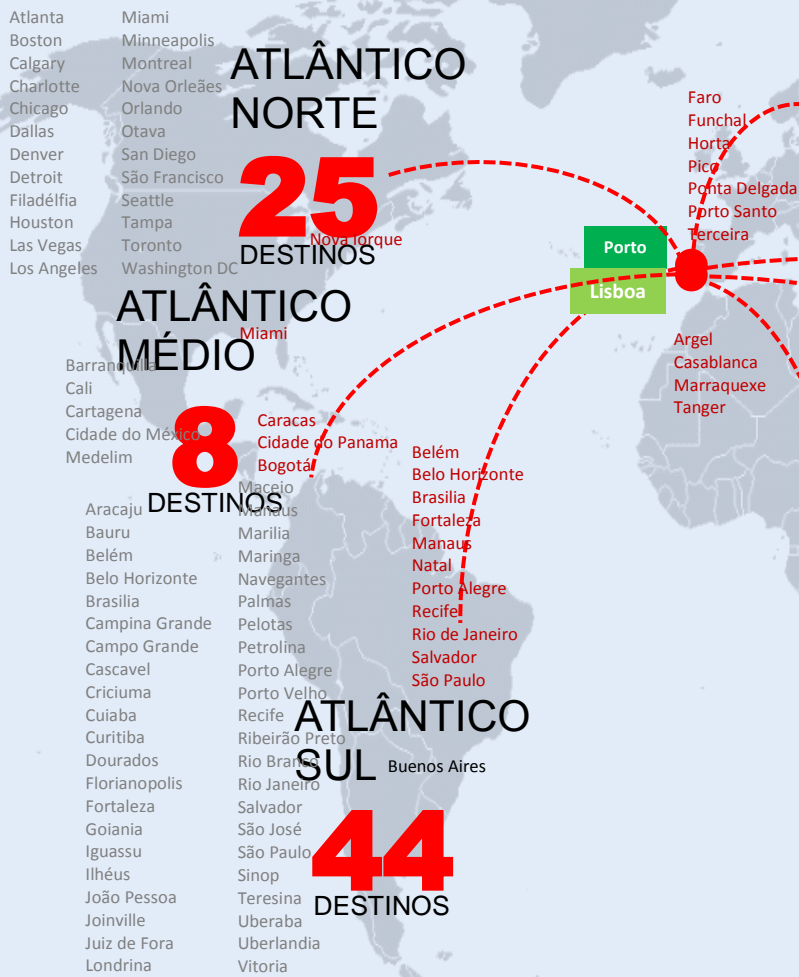 Atlanta
Boston
Calgary
Charlotte
Chicago
Dallas
Denver
Detroit
Filadélfia
Houston
Las Vegas
Los Angeles
Miami
Minneapolis
Montreal
Nova Orleães
Orlando
Otava
San Diego
São Francisco
Seattle
Tampa
Toronto
Washington DC
ATLÂNTICO
NORTE
25
DESTINOS
Nova Iorque
Faro
Funchal
Horta
Pico
Ponta Delgada
Porto Santo
Terceira
Porto
Lisboa
ATLÂNTICO
MÉDIO
Miami
8
DESTINOS
Barranquilla
Cali
Cartagena
Cidade do México
Medelim
Caracas
Cidade do Panama
Bogotá
Argel
Casablanca
Marraquexe
Tanger
Belém
Belo Horizonte
Brasilia
Fortaleza
Manaus
Natal
Porto Alegre
Recife
Rio de Janeiro
Salvador
São Paulo
Aracaju
Bauru
Belém
Belo Horizonte
Brasilia
Campina Grande
Campo Grande
Cascavel
Criciuma
Cuiaba
Curitiba
Dourados
Florianopolis
Fortaleza
Goiania
Iguassu
Ilhéus
João Pessoa
Joinville
Juiz de Fora
Londrina
Maceio
Manaus
Marilia
Maringa
Navegantes
Palmas
Pelotas
Petrolina
Porto Alegre
Porto Velho
Recife
Ribeirão Preto
Rio Branco
Rio Janeiro
Salvador
São José
São Paulo
Sinop
Teresina
Uberaba
Uberlandia
Vitoria
ATLÂNTICO
SUL
Buenos Aires
44
DESTINOS